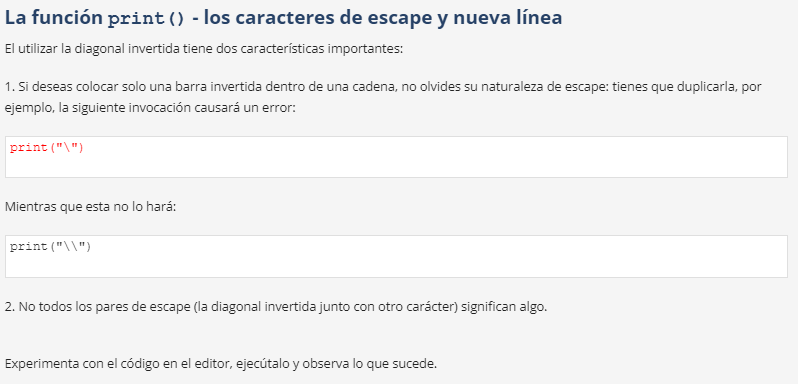 La función print() - los caracteres de escape y nueva línea
El utilizar la diagonal invertida tiene dos características importantes:
1. Si deseas colocar solo una barra invertida dentro de una cadena, no olvides su naturaleza de escape: tienes que duplicarla, por
ejemplo, la siguiente invocación causará un error:
print("\")
Mientras que esta no lo hará:
print("\\")
2. No todos los pares de escape (la diagonal invertida junto con otro carácter) significan algo.
Experimenta con el código en el editor, ejecútalo y observa lo que sucede.